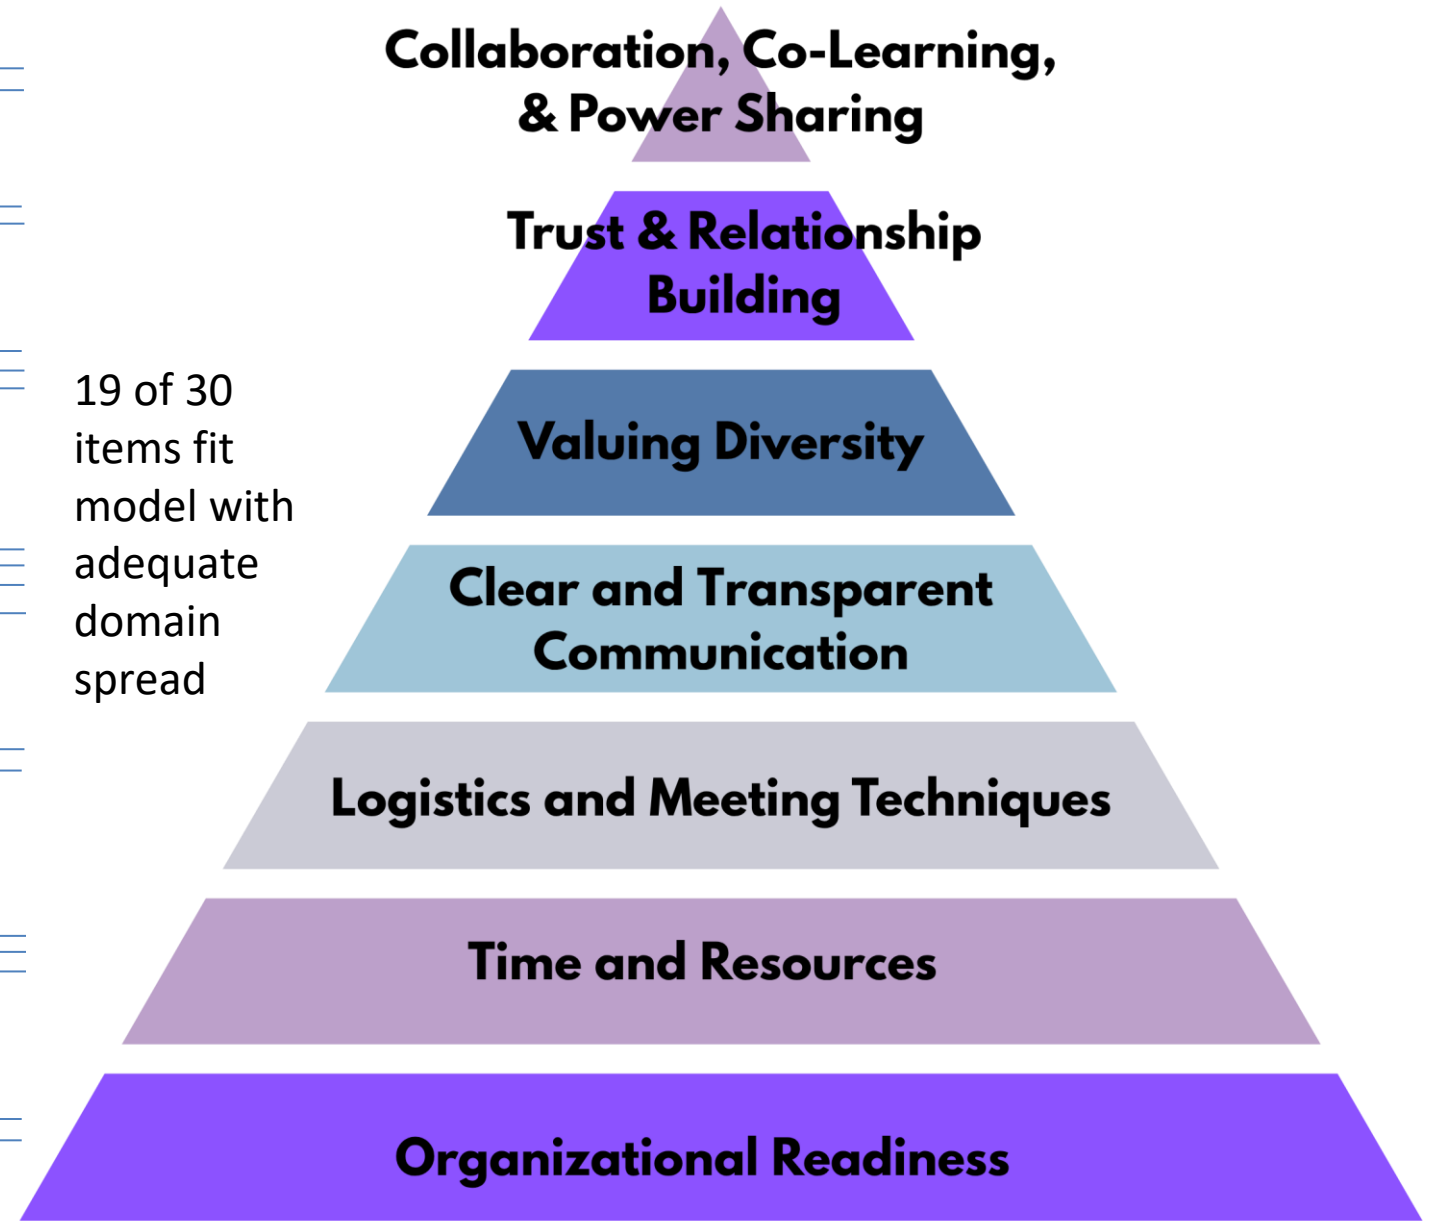 Collaboration, Co-Learning,
& Power Sharing
Trust & Relationship
Building
19 of 30
items fit
model with
adequate
domain
spread
Valuing Diversity
Clear and Transparent
Communication
Logistics and Meeting Techniques
Time and Resources
Organizational Readiness